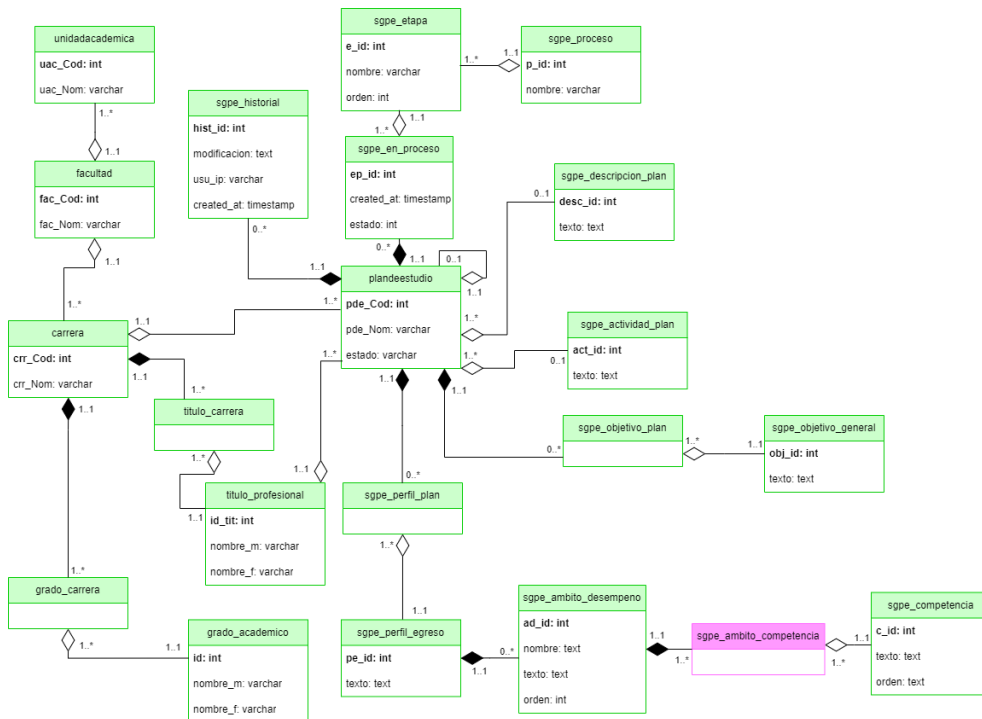 sgpe_etapa
e_id: int
nombre: varchar
orden: int
1..*
1..1
sgpe_proceso
p_id: int
nombre: varchar
unidadacademica
uac_Cod: int
uac_Nom: varchar
1..*
1..1
facultad
fac_Cod: int
fac_Nom: varchar
1..1
1..*
sgpe_historial
hist_id: int
modificacion: text
usu_ip: varchar
created_at: timestamp
0..*
1..1
1..1
1..*
sgpe_en_proceso
ep_id: int
created_at: timestamp
estado: int
0..*
1..1
sgpe_descripcion_plan
desc_id: int
texto: text
0..1
1..*
0..1
1..1
plandeestudio
pde_Cod: int
pde_Nom: varchar
estado: varchar
1..*
1..1
carrera
crr_Cod: int
crr_Nom: varchar
1..1
1..*
1..1
1..*
sgpe_actividad_plan
act_id: int
texto: text
0..1
1..*
titulo_carrera
1..*
1..1
titulo_profesional
id_tit: int
nombre_m: varchar
nombre_f: varchar
1..1
1..*
1..1
0..*
sgpe_objetivo_plan
1..*
1..1
sgpe_objetivo_general
obj_id: int
texto: text
1..1
0..*
sgpe_perfil_plan
1..*
1..1
grado_carrera
1..*
1..1
grado_academico
id: int
nombre_m: varchar
nombre_f: varchar
sgpe_perfil_egreso
pe_id: int
texto: text
1..1
0..*
sgpe_ambito_desempeno
ad_id: int
nombre: text
texto: text
orden: int
1..1
1..*
sgpe_ambito_competencia
1..*
1..1
sgpe_competencia
c_id: int
texto: text
orden: text